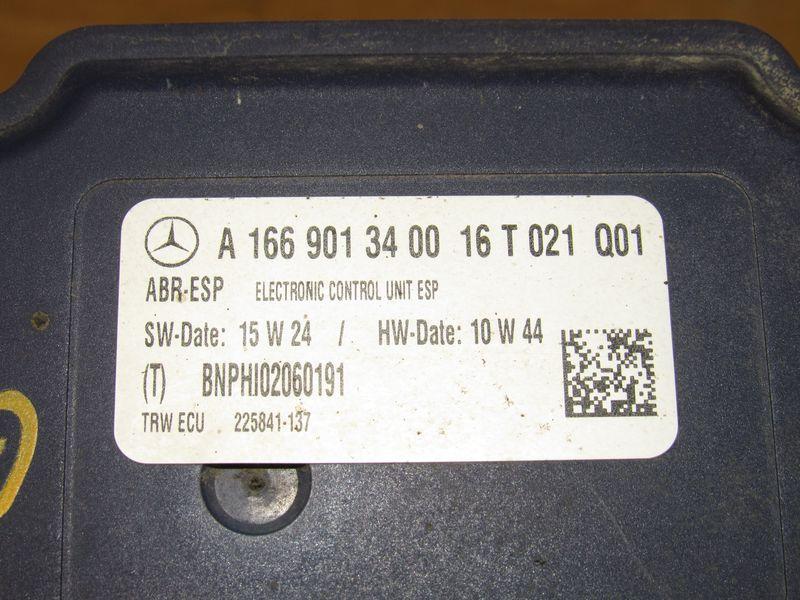 A 166 901 34 00 16 T 021 Q01
ABR-ESP ELECTRONIC CONTROL UNIT ESP
SW-Date: 15 W 24 / HW-Date: 10 W 44
(T) BNPHI02060191
TRW ECU 225841-137